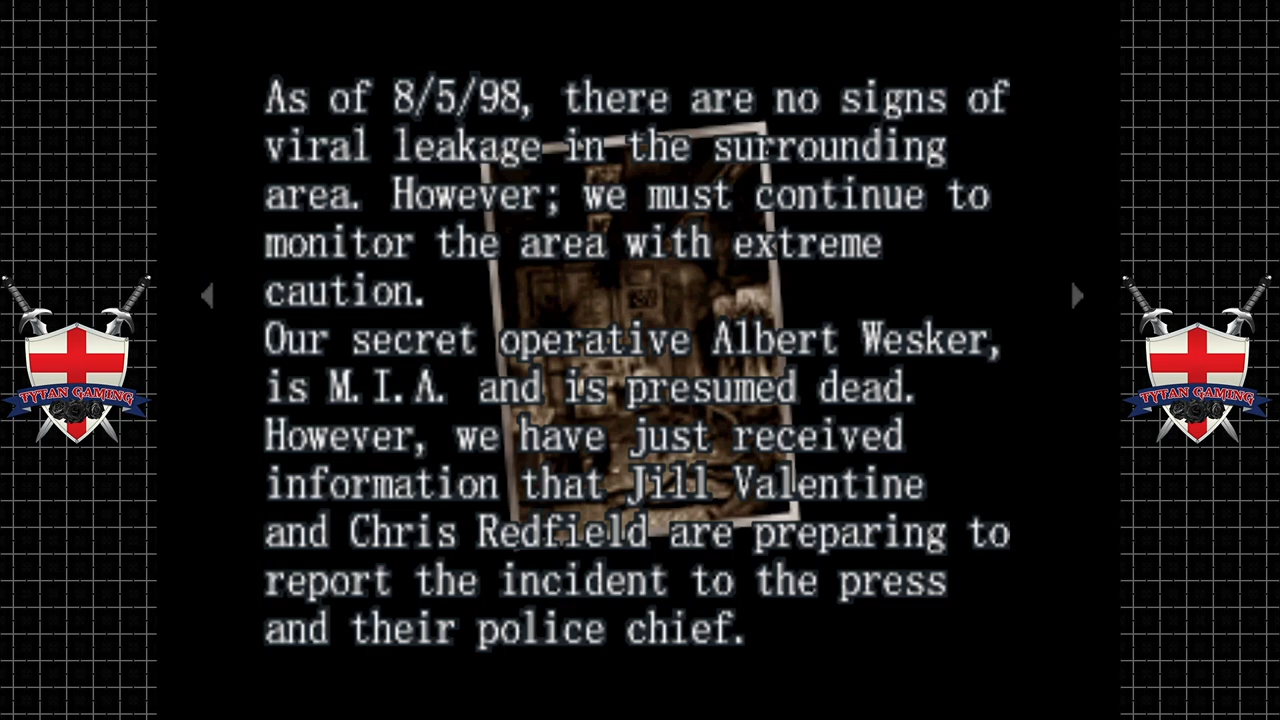 As of 8/5/98, there are no signs of
viral leakage in the surrounding
area. However; we must continue to
monitor the area with extreme
caution.
Our secret operative Albert Wesker,
is M.I.A. and is presumed dead.
However, we have just received
information that Jill Valentine
and Chris Redfield are preparing to
report the incident to the press
and their police chief.
TYTAN GAMING
TYTAN GAMING